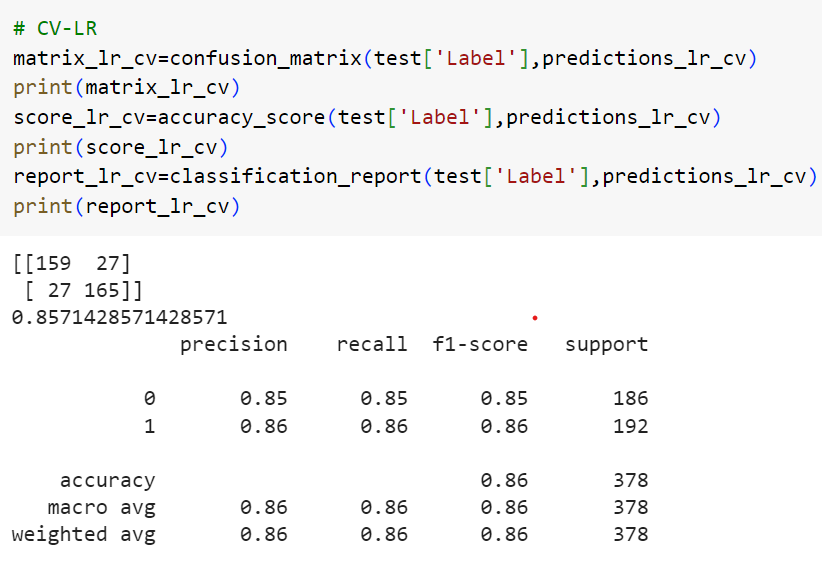 # CV-LR
matrix_lr_cv=confusion_matrix(test['Label'],predictions_lr_cv)
print(matrix_lr_cv)
score_lr_cv=accuracy_score(test['Label'],predictions_lr_cv)
print(score_lr_cv)
report_lr_cv=classification_report(test['Label'],predictions_lr_cv)
print(report_lr_cv)
[[159  27]
 [ 27 165]]
0.8571428571428571
              precision    recall  f1-score   support
           0       0.85      0.85      0.85       186
           1       0.86      0.86      0.86       192
    accuracy                           0.86       378
   macro avg       0.86      0.86      0.86       378
weighted avg       0.86      0.86      0.86       378